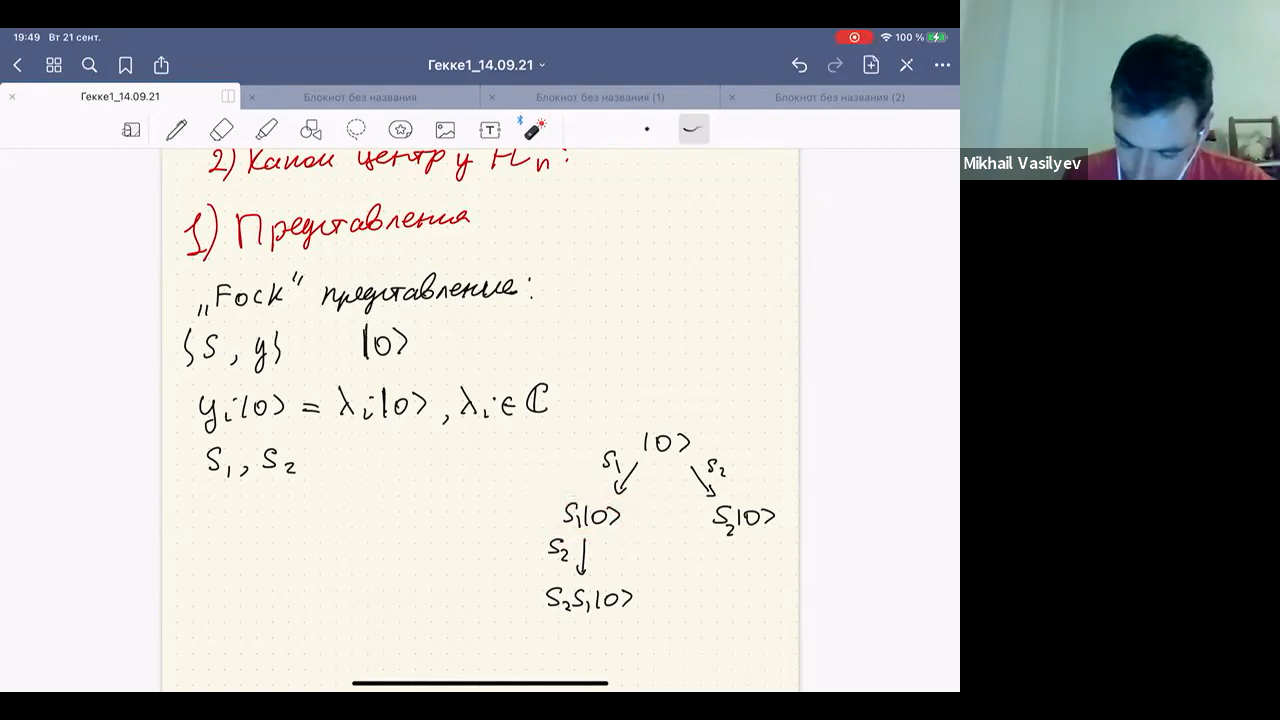 19:49 Вт 21 сент. 100 %
Гекке1_14.09.21
Гекке1_14.09.21 Блокнот без названия Блокнот без названия (1) Блокнот без названия (2)
Mikhail Vasilyev
2) Какой центр у Hₙ?
1) Представления
„Fock“ представление:
{S, y} |0>
yᵢ|0> = λᵢ|0>, λᵢ ∈ ℂ
S₁, S₂
|0>
S₁ S₂
S₁|0> S₂|0>
S₂
S₂S₁|0>